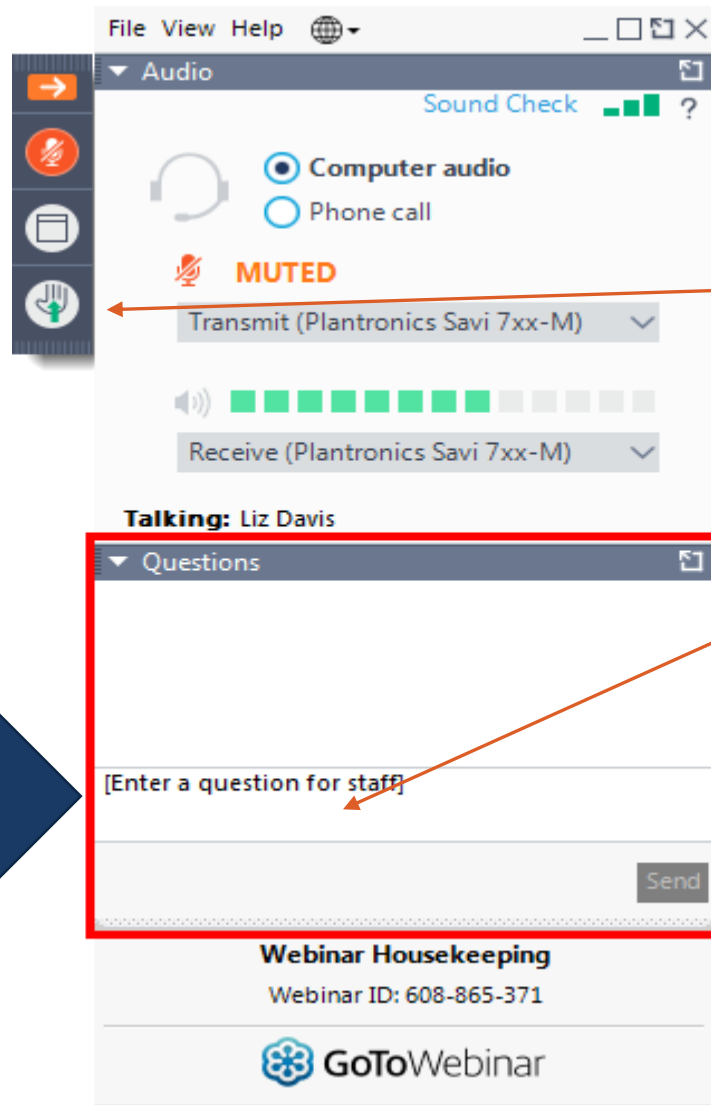 File View Help
Audio
Sound Check ?
Computer audio
Phone call
MUTED
Transmit (Plantronics Savi 7xx-M)
Receive (Plantronics Savi 7xx-M)
Talking: Liz Davis
Questions
[Enter a question for staff]
Send
Webinar Housekeeping
Webinar ID: 608-865-371
GoToWebinar